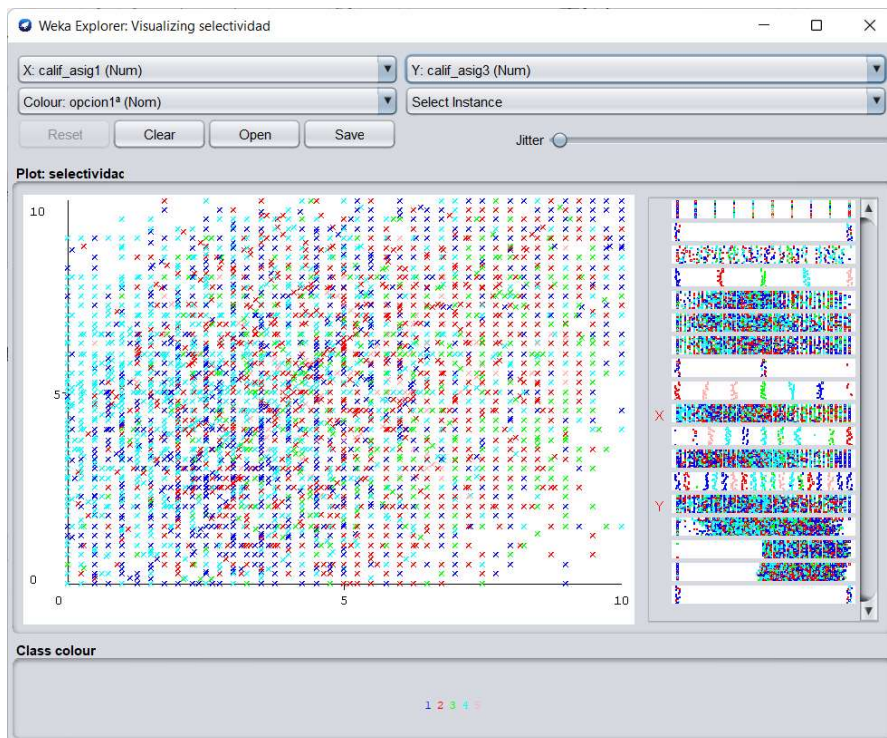 Weka Explorer: Visualizing selectividad
X: calif_asig1 (Num)
Y: calif_asig3 (Num)
Colour: opcion1ª (Nom)
Select Instance
Reset
Clear
Open
Save
Jitter
Plot: selectividac
10
5
0
0
5
10
X
Y
Class colour
1 2 3 4 5